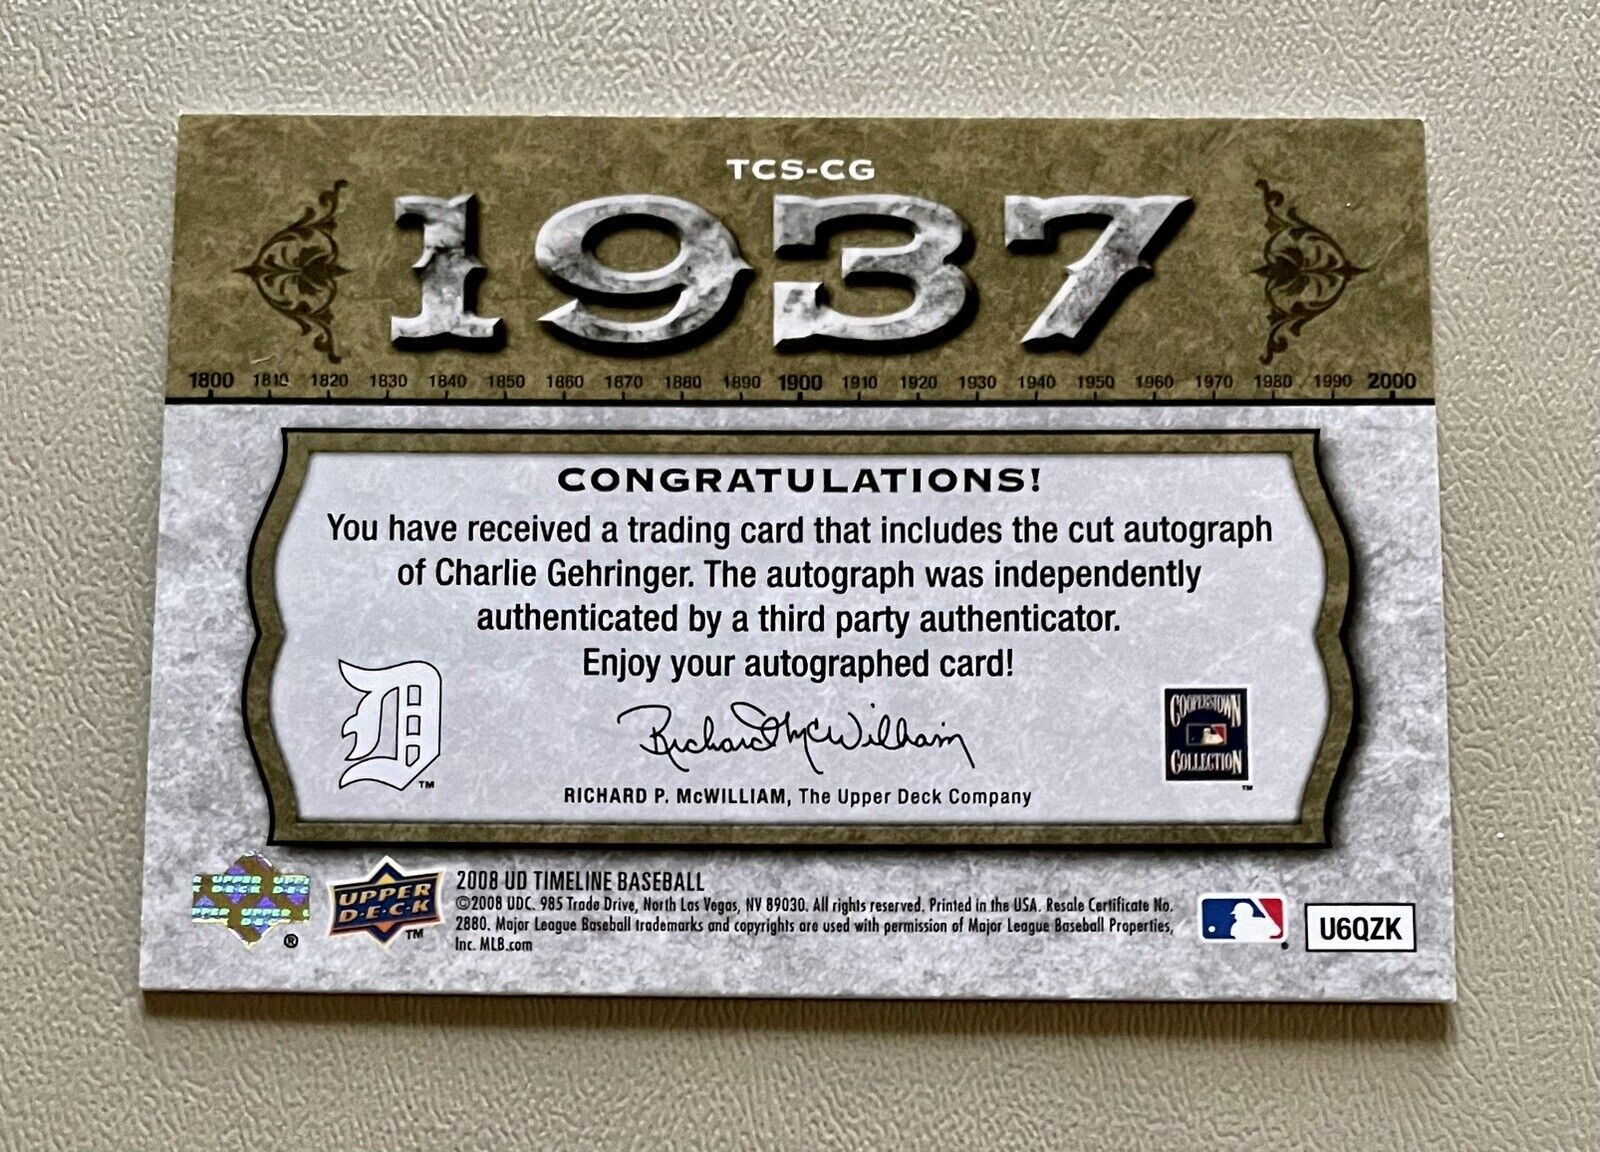 TCS-CG
1937
1800 1810 1820 1830 1840 1850 1860 1870 1880 1890 1900 1910 1920 1930 1940 1950 1960 1970 1980 1990 2000
CONGRATULATIONS!
You have received a trading card that includes the cut autograph
of Charlie Gehringer. The autograph was independently
authenticated by a third party authenticator.
Enjoy your autographed card!
D TM
Richard McWilliam
COOPERSTOWN
COLLECTION
TM
RICHARD P. McWILLIAM, The Upper Deck Company
UPPER
DECK
®
UPPER
D·E·C·K
TM
2008 UD TIMELINE BASEBALL
©2008 UDC. 985 Trade Drive, North Las Vegas, NV 89030. All rights reserved. Printed in the USA. Resale Certificate No.
2880. Major League Baseball trademarks and copyrights are used with permission of Major League Baseball Properties,
Inc. MLB.com
®
U6QZK